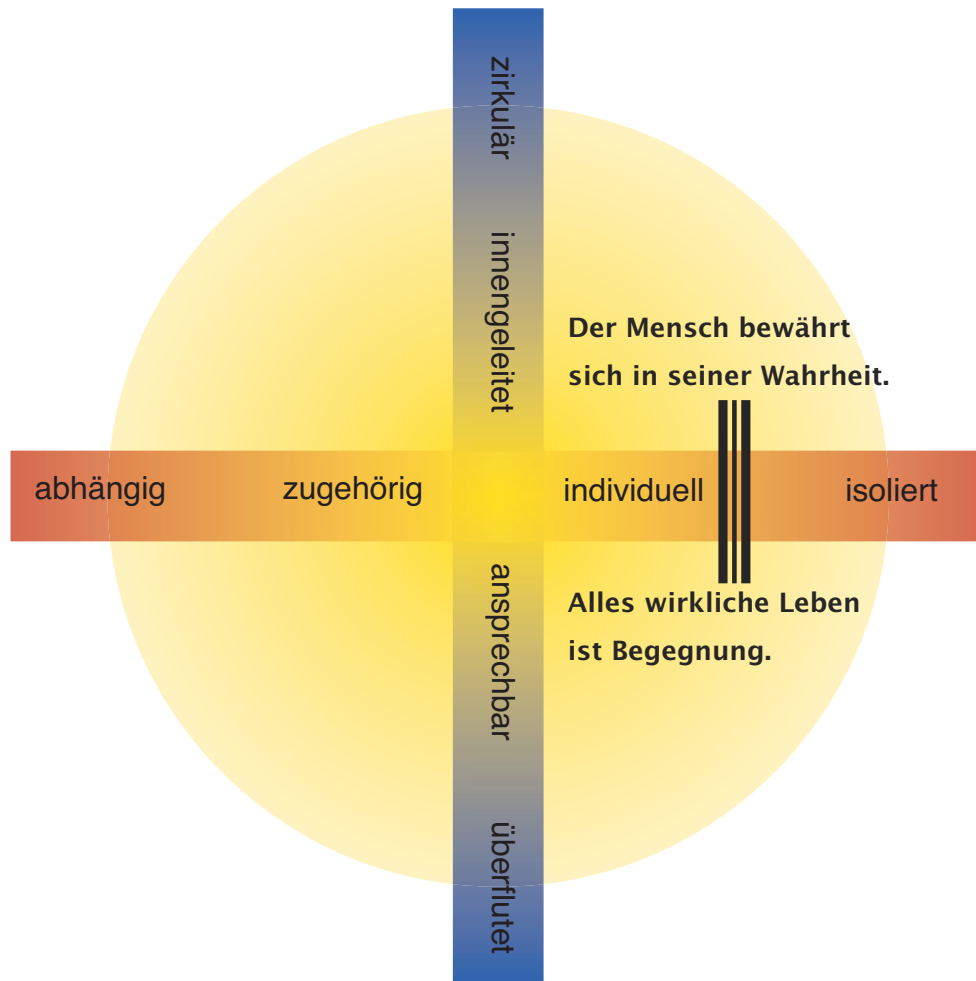 zirkulär
innengeleitet
Der Mensch bewährt
sich in seiner Wahrheit.
abhängig zugehörig individuell isoliert
ansprechbar
Alles wirkliche Leben
ist Begegnung.
überflutet